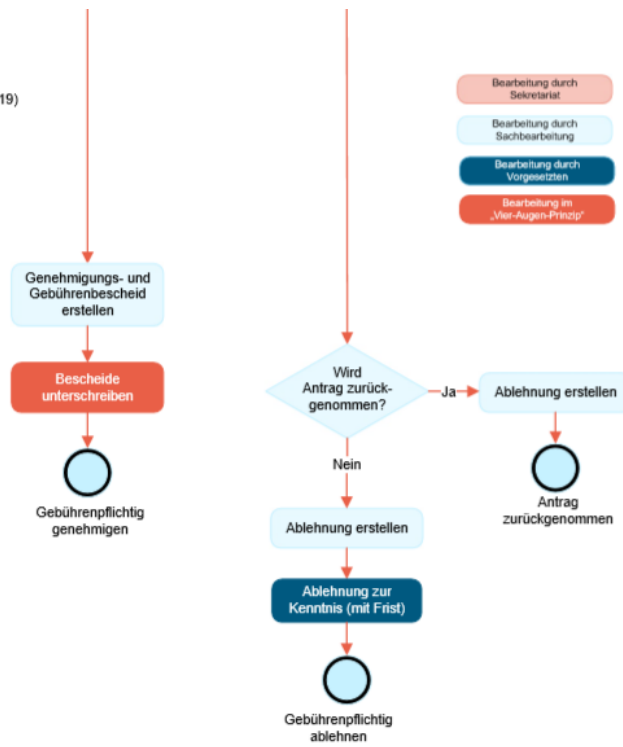 19)
Bearbeitung durch
Sekretariat
Bearbeitung durch
Sachbearbeitung
Bearbeitung durch
Vorgesetzten
Bearbeitung im
„Vier-Augen-Prinzip“
Genehmigungs- und
Gebührenbescheid
erstellen
Bescheide
unterschreiben
Gebührenpflichtig
genehmigen
Wird
Antrag zurück-
genommen?
Ja
Ablehnung erstellen
Antrag
zurückgenommen
Nein
Ablehnung erstellen
Ablehnung zur
Kenntnis (mit Frist)
Gebührenpflichtig
ablehnen